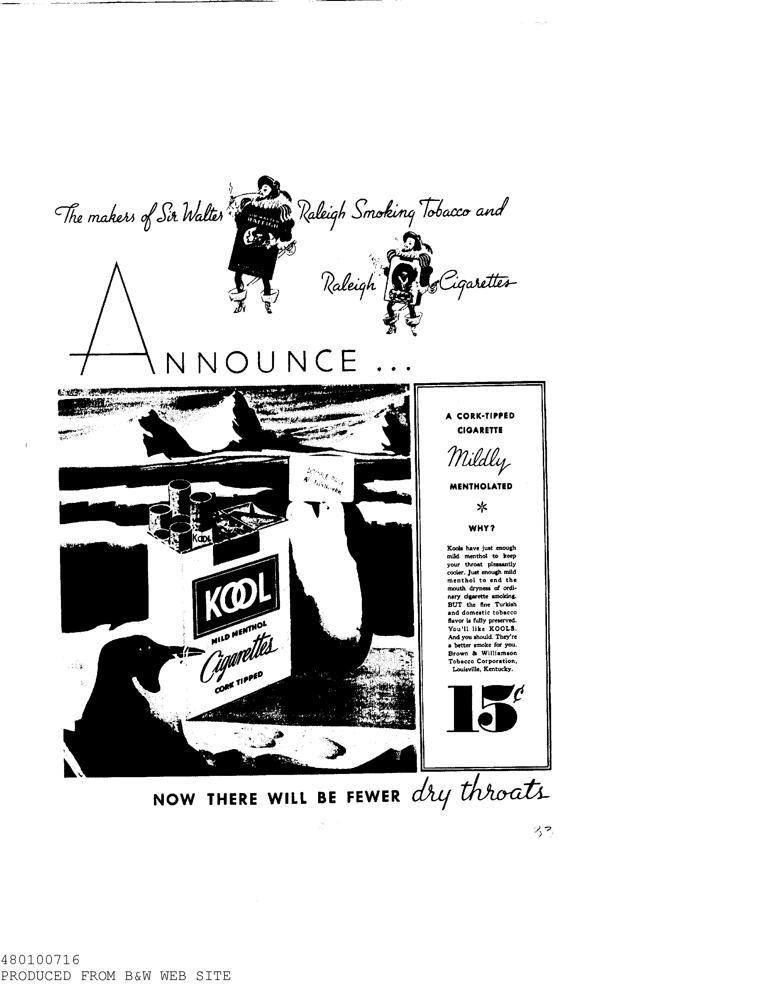 The makers of Sir Walter Raleigh Smoking Tobacco and
RALEIGH
Raleigh Cigarettes
ANNOUNCE ...
A CORK-TIPPED
CIGARETTE
Mildly
MENTHOLATED
*
WHY?
Kools have just enough
mild menthol to keep
your throat pleasantly
cooler. Just enough mild
menthol to end the
mouth dryness of ordi-
nary cigarette smoking.
BUT the fine Turkish
and domestic tobacco
flavor is fully preserved.
You'll like KOOLS.
And you should. They're
a better smoke for you.
Brown & Williamson
Tobacco Corporation,
Louisville, Kentucky.
15¢
KOOL
KOOL
MILD MENTHOL
Cigarettes
CORK TIPPED
NOW THERE WILL BE FEWER dry throats
33
480100716
PRODUCED FROM B&W WEB SITE